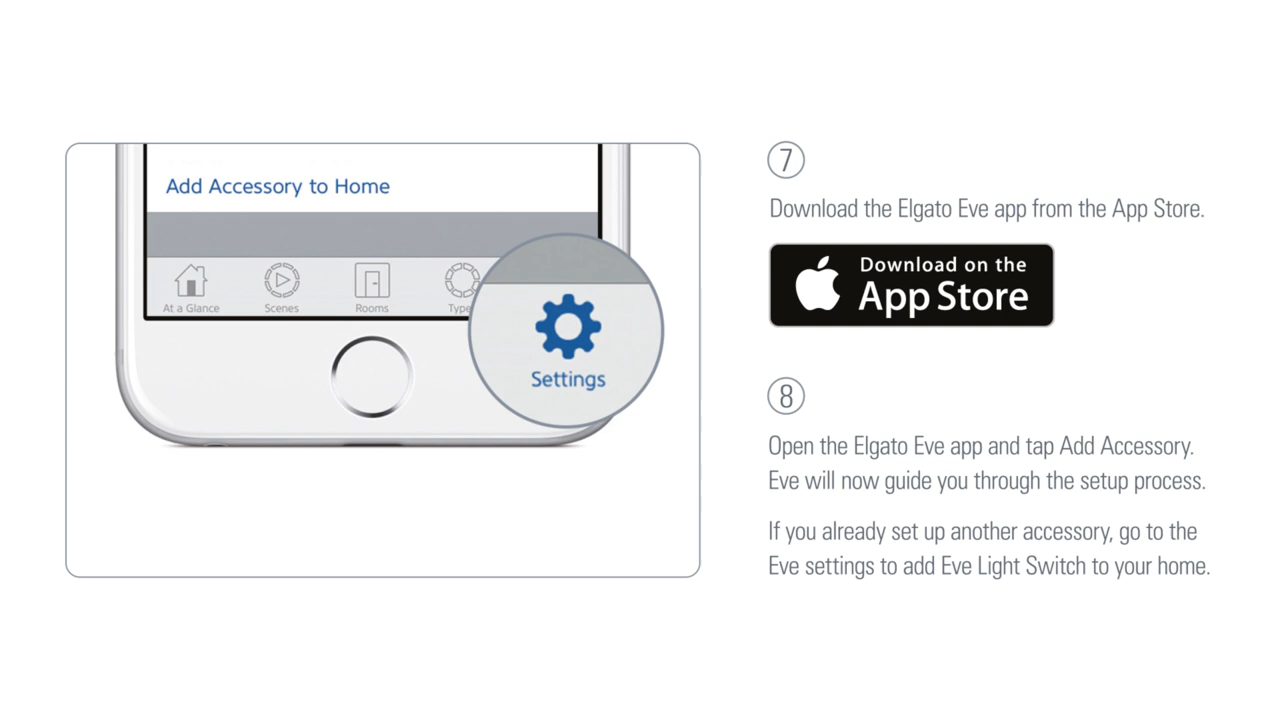 Add Accessory to Home
At a Glance
Scenes
Rooms
Type
Settings
7
Download the Elgato Eve app from the App Store.
Download on the
App Store
8
Open the Elgato Eve app and tap Add Accessory.
Eve will now guide you through the setup process.
If you already set up another accessory, go to the
Eve settings to add Eve Light Switch to your home.